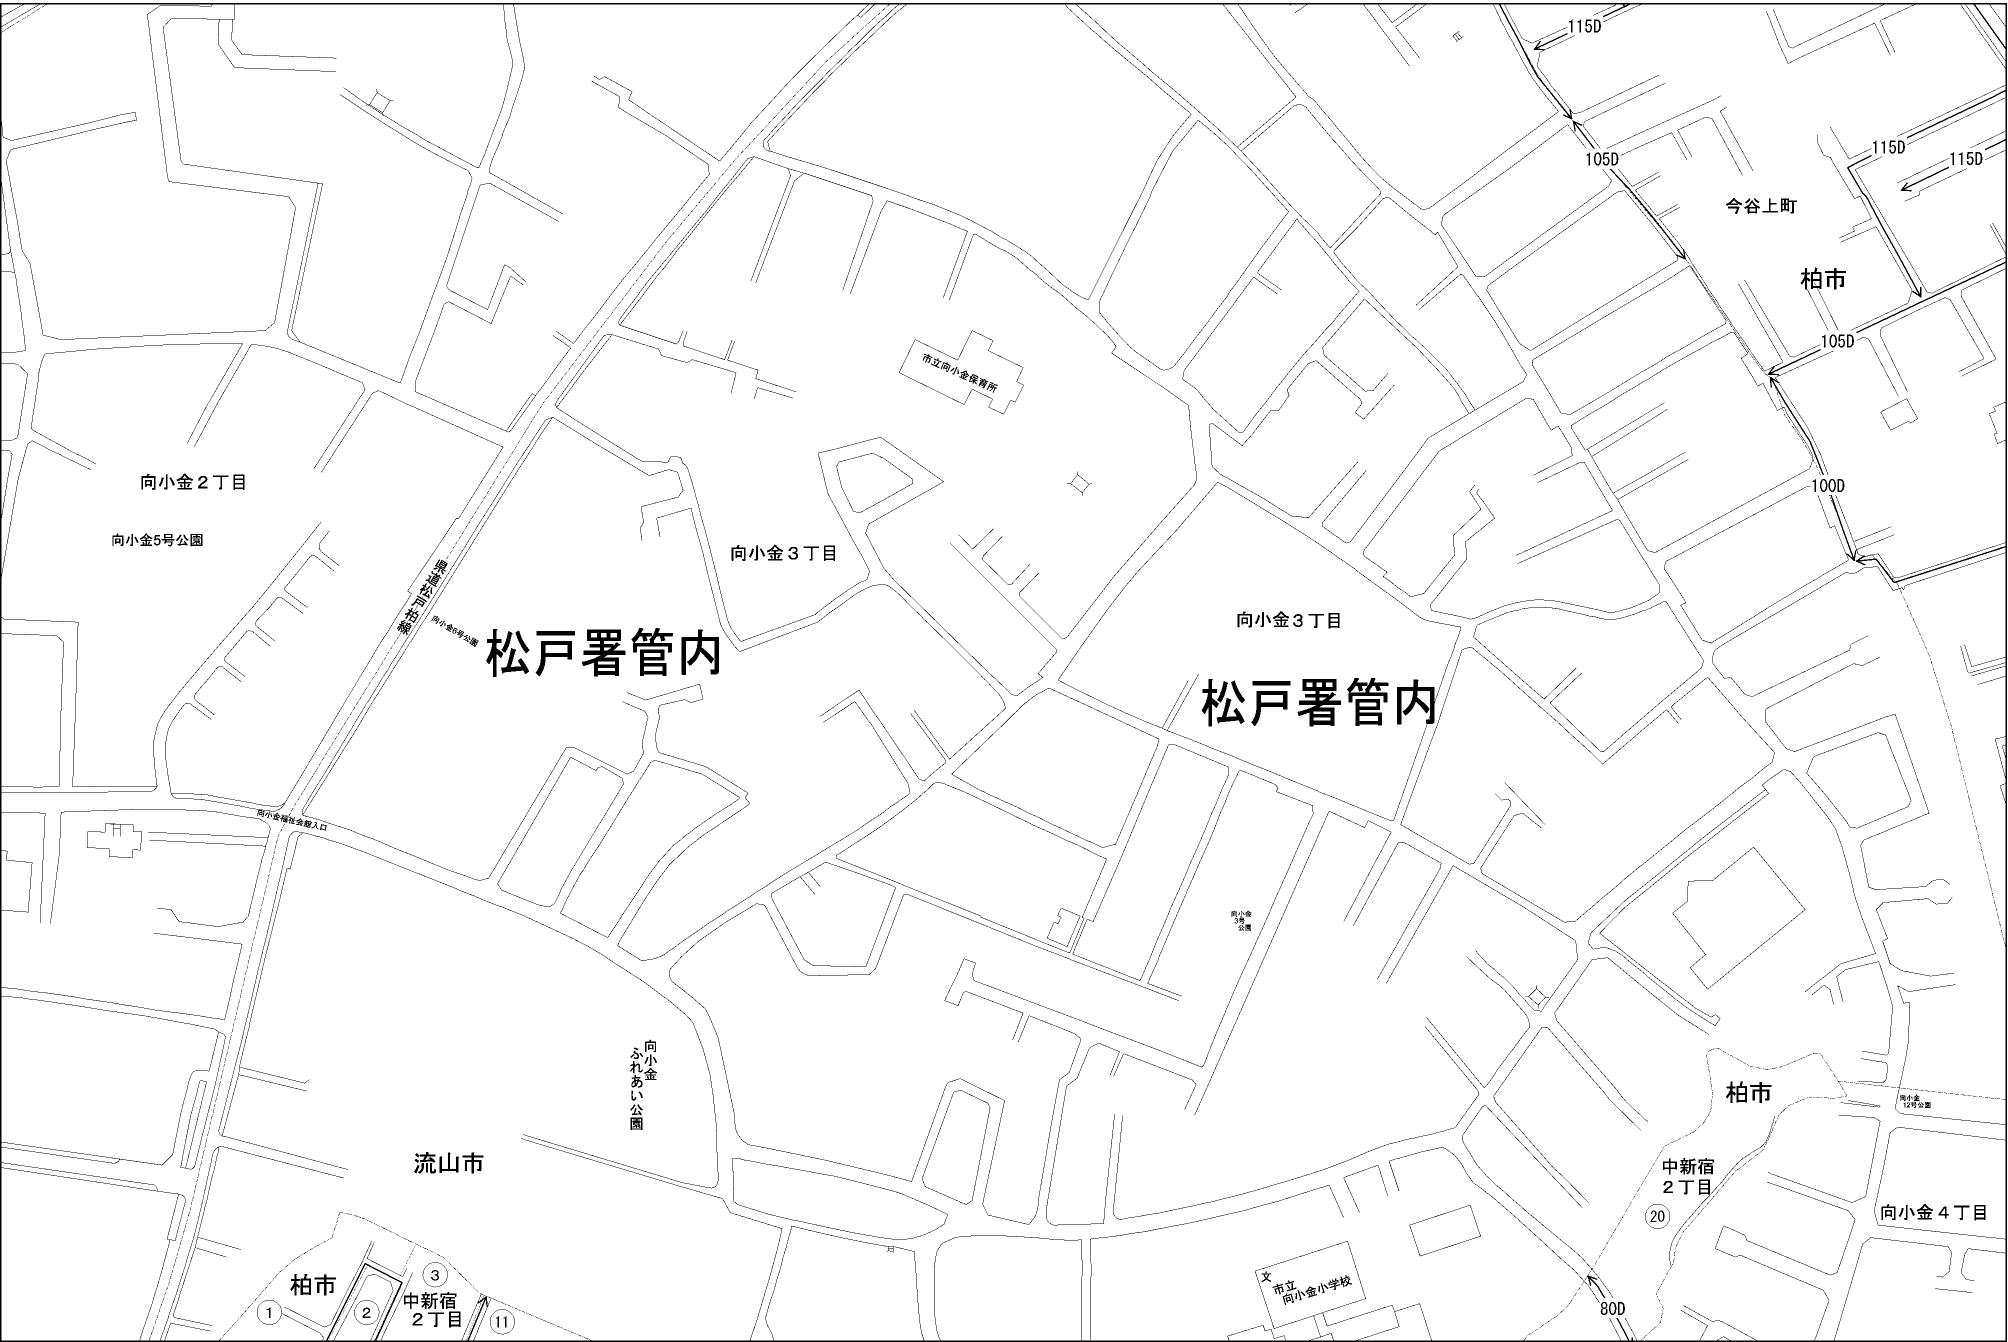 115D
115D
105D
115D
今谷上町
柏市
105D
市立向小金保育所
向小金２丁目
100D
向小金5号公園
向小金３丁目
県道松戸柏線
向小金6号公園
松戸署管内
向小金３丁目
松戸署管内
向小金福祉会館入口
向小金
3号
公園
向小金
ふれあい公園
柏市
向小金
12号公園
流山市
中新宿
２丁目
20
向小金４丁目
柏市
3
中新宿
２丁目
1
2
11
文
市立
向小金小学校
80D